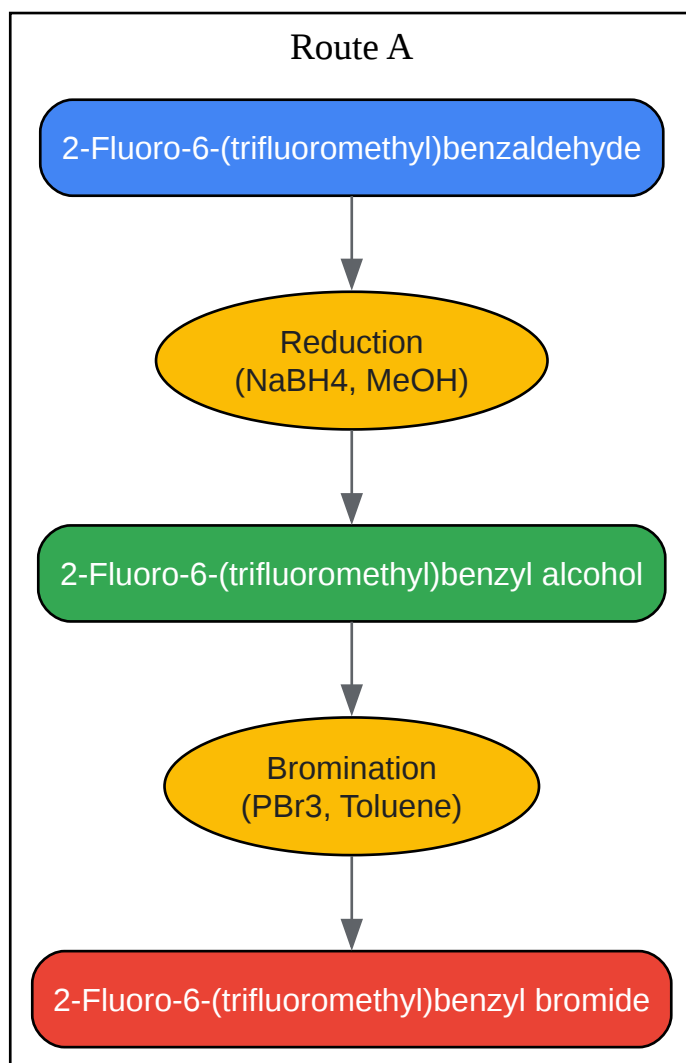 Route A
2-Fluoro-6-(trifluoromethyl)benzaldehyde
Reduction
(NaBH4, MeOH)
2-Fluoro-6-(trifluoromethyl)benzyl alcohol
Bromination
(PBr3, Toluene)
2-Fluoro-6-(trifluoromethyl)benzyl bromide